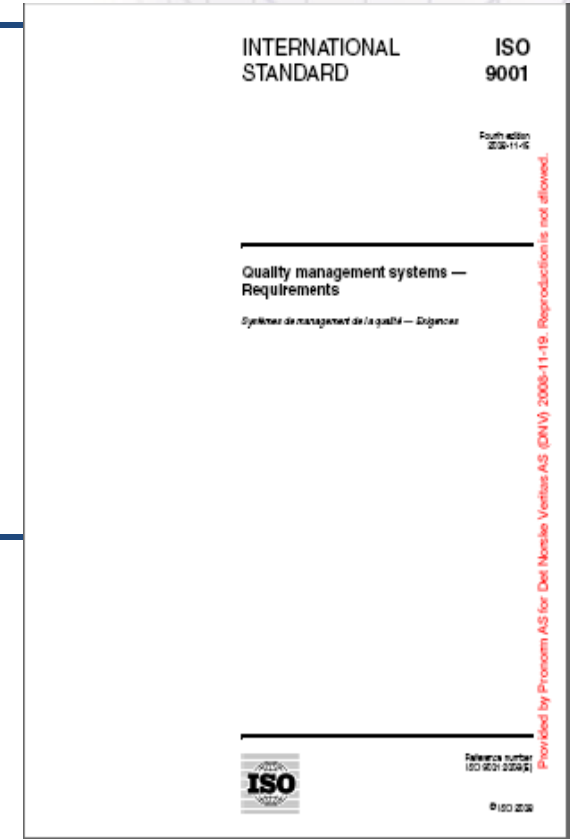 INTERNATIONAL
STANDARD
ISO
9001
Fourth edition
2008-11-15
Quality management systems —
Requirements
Systèmes de management de la qualité — Exigences
Provided by Pronorm AS for Det Norske Veritas AS (DNV) 2008-11-19. Reproduction is not allowed.
ISO
Reference number
ISO 9001:2008(E)
© ISO 2008